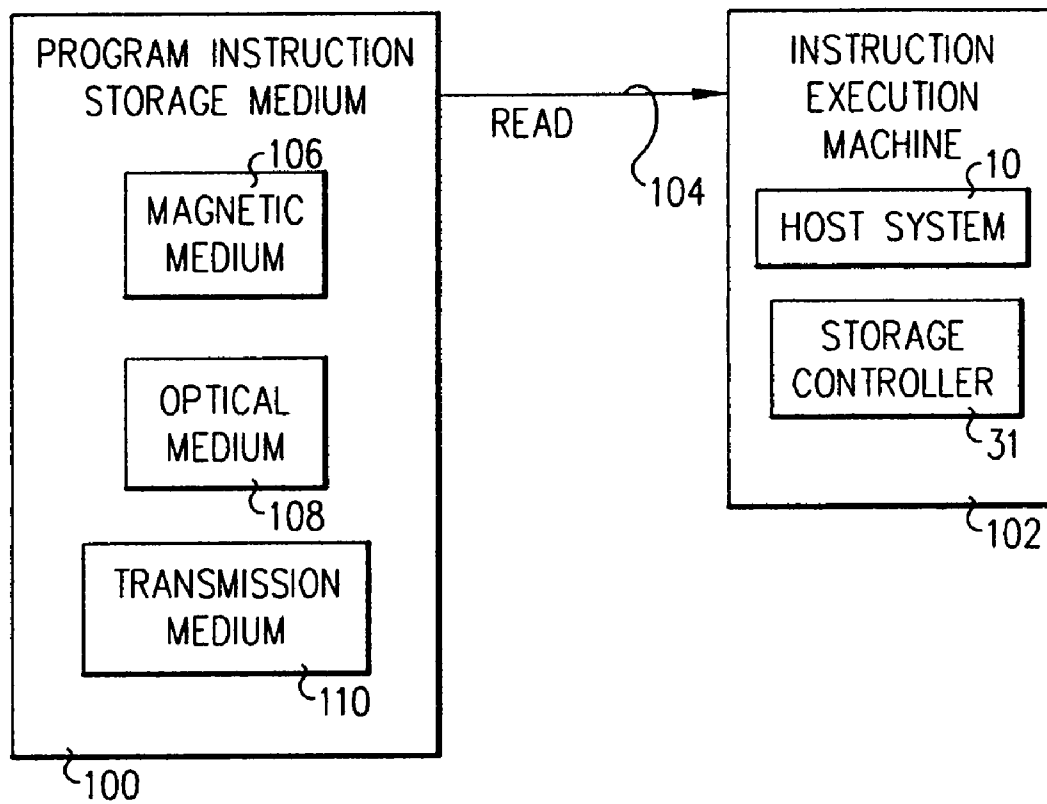 PROGRAM INSTRUCTION
STORAGE MEDIUM
106
MAGNETIC
MEDIUM
OPTICAL
MEDIUM
108
TRANSMISSION
MEDIUM
110
100
READ
104
INSTRUCTION
EXECUTION
MACHINE
10
HOST SYSTEM
STORAGE
CONTROLLER
31
102